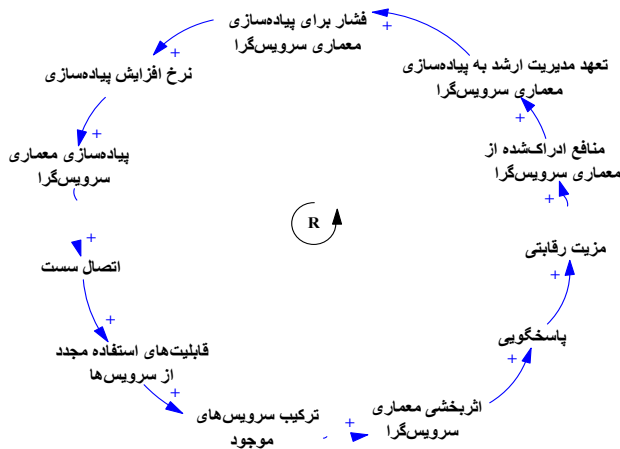 فشار برای پیاده‌سازی
معماری سرویس‌گرا
+
نرخ افزایش پیاده‌سازی
+
پیاده‌سازی معماری
سرویس‌گرا
+
اتصال سست
+
قابلیت‌های استفاده مجدد
از سرویس‌ها
+
ترکیب سرویس‌های
موجود
+
اثربخشی معماری
سرویس‌گرا
+
پاسخگویی
+
مزیت رقابتی
+
منافع ادراک‌شده از
معماری سرویس‌گرا
+
تعهد مدیریت ارشد به پیاده‌سازی
معماری سرویس‌گرا
+
+
R